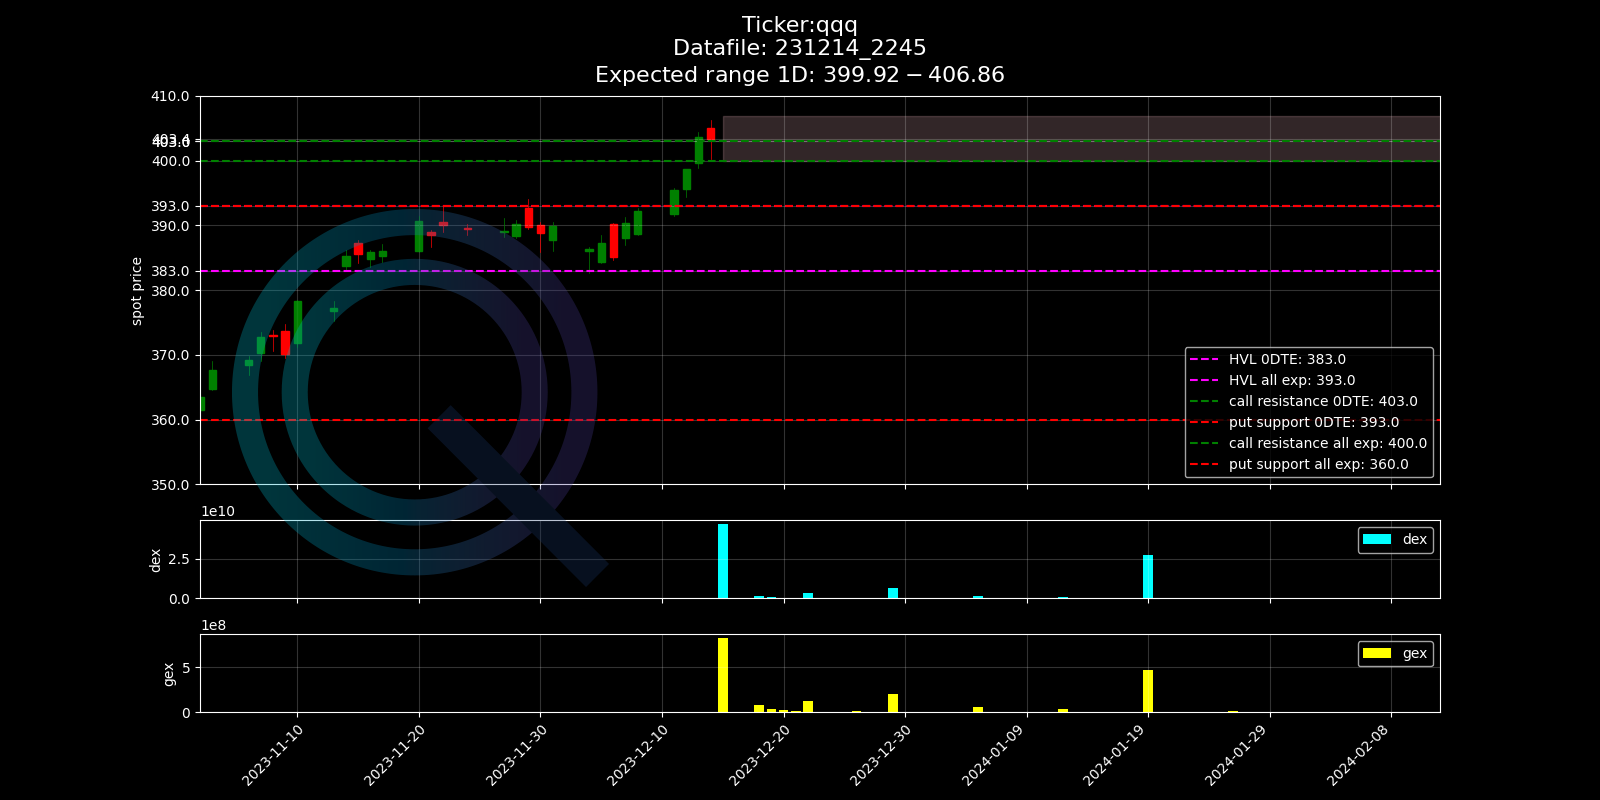 Ticker:qqq
Datafile: 231214_2245
Expected range 1D: 399.92 − 406.86
410.0
403.4
403.0
400.0
393.0
390.0
383.0
380.0
370.0
360.0
350.0
spot price
HVL 0DTE: 383.0
HVL all exp: 393.0
call resistance 0DTE: 403.0
put support 0DTE: 393.0
call resistance all exp: 400.0
put support all exp: 360.0
1e10
2.5
0.0
dex
dex
1e8
5
0
gex
gex
2023-11-10
2023-11-20
2023-11-30
2023-12-10
2023-12-20
2023-12-30
2024-01-09
2024-01-19
2024-01-29
2024-02-08